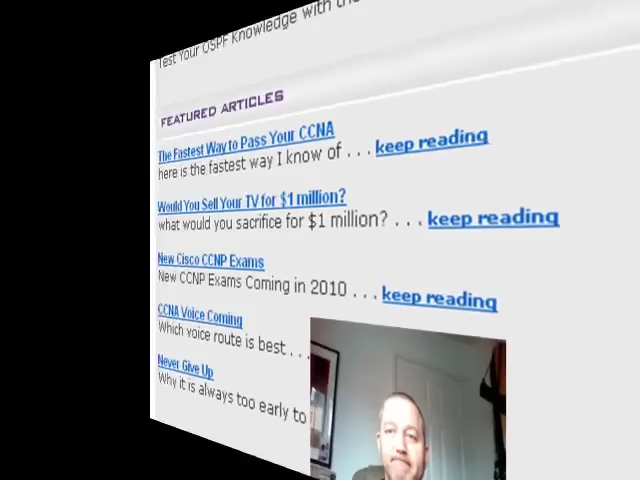 Test Your OSPF Knowledge with
FEATURED ARTICLES
The Fastest Way to Pass Your CCNA
here is the fastest way I know of . . . keep reading
Would You Sell Your TV for $1 million?
what would you sacrifice for $1 million? . . . keep reading
New Cisco CCNP Exams
New CCNP Exams Coming in 2010 . . . keep reading
CCNA Voice Coming
Which voice route is best . . .
Never Give Up
Why it is always too early to